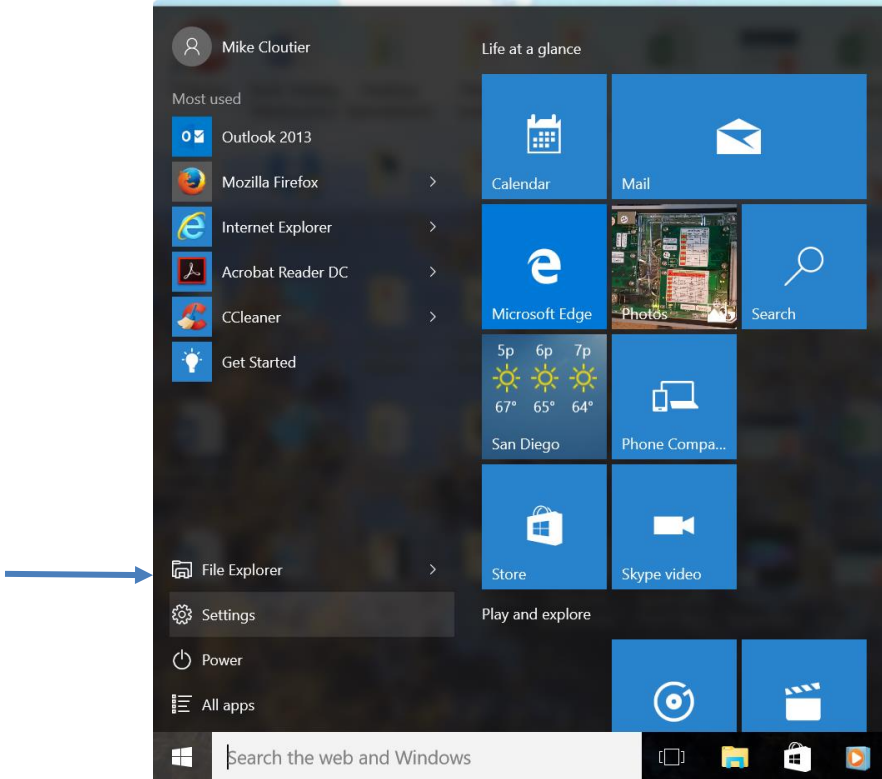 Mike Cloutier
Most used
Outlook 2013
Mozilla Firefox
Internet Explorer
Acrobat Reader DC
CCleaner
Get Started
File Explorer
Settings
Power
All apps
Search the web and Windows
Life at a glance
Calendar
Mail
Microsoft Edge
Photos
Search
5p 6p 7p
67° 65° 64°
San Diego
Phone Compa...
Store
Skype video
Play and explore